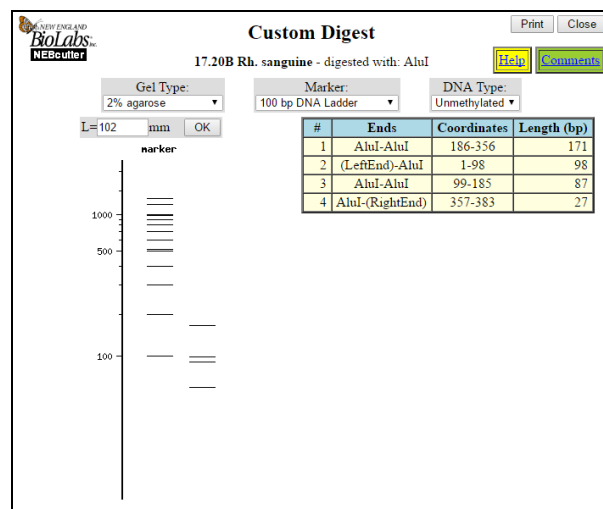 NEW ENGLAND
BioLabs Inc.
NEBcutter
Custom Digest
Print Close
17.20B Rh. sanguine - digested with: AluI
Help Comments
Gel Type: Marker: DNA Type:
2% agarose 100 bp DNA Ladder Unmethylated
L= 102 mm OK
# Ends Coordinates Length (bp)
1 AluI-AluI 186-356 171
2 (LeftEnd)-AluI 1-98 98
3 AluI-AluI 99-185 87
4 AluI-(RightEnd) 357-383 27
marker
1000
500
100